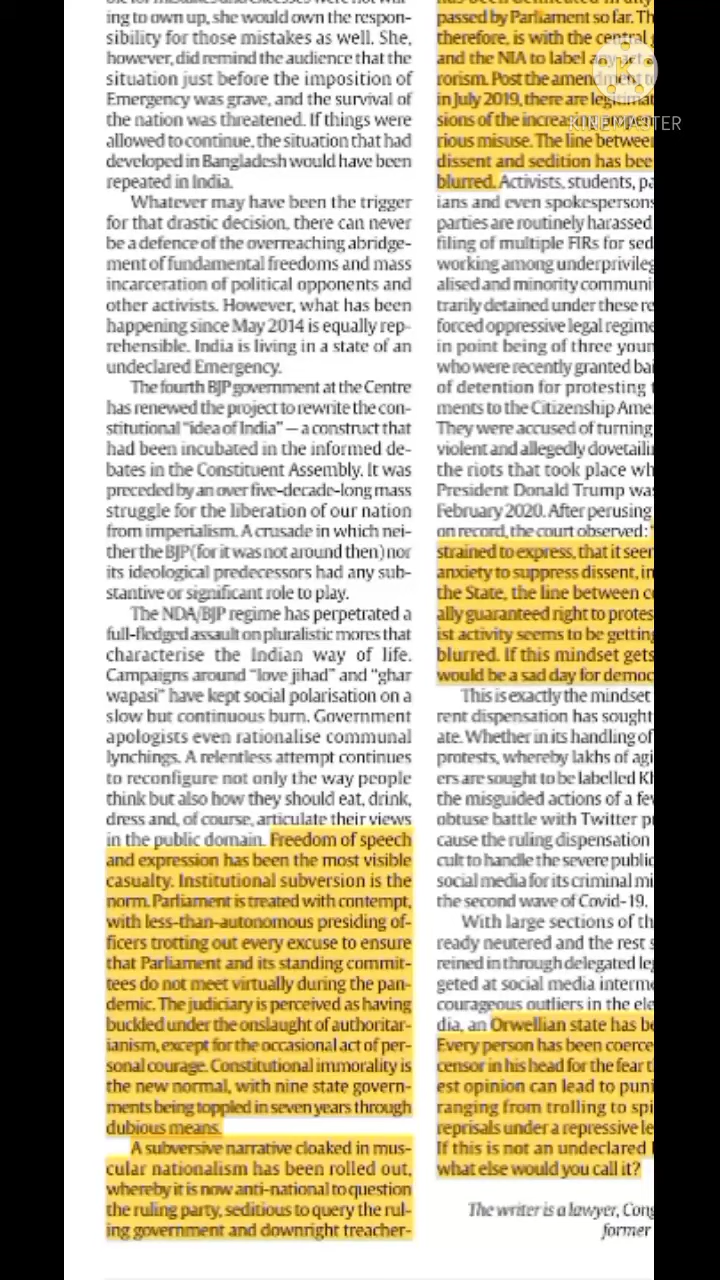 ing to own up, she would own the respon-
sibility for those mistakes as well. She,
however, did remind the audience that the
situation just before the imposition of
Emergency was grave, and the survival of
the nation was threatened. If things were
allowed to continue, the situation that had
developed in Bangladesh would have been
repeated in India.
Whatever may have been the trigger
for that drastic decision, there can never
be a defence of the overreaching abridge-
ment of fundamental freedoms and mass
incarceration of political opponents and
other activists. However, what has been
happening since May 2014 is equally rep-
rehensible. India is living in a state of an
undeclared Emergency.
The fourth BJP government at the Centre
has renewed the project to rewrite the con-
stitutional "idea of India" — a construct that
had been incubated in the informed de-
bates in the Constituent Assembly. It was
preceded by an over five-decade-long mass
struggle for the liberation of our nation
from imperialism. A crusade in which nei-
ther the BJP (for it was not around then) nor
its ideological predecessors had any sub-
stantive or significant role to play.
The NDA/BJP regime has perpetrated a
full-fledged assault on pluralistic mores that
characterise the Indian way of life.
Campaigns around "love jihad" and "ghar
wapasi" have kept social polarisation on a
slow but continuous burn. Government
apologists even rationalise communal
lynchings. A relentless attempt continues
to reconfigure not only the way people
think but also how they should eat, drink,
dress and, of course, articulate their views
in the public domain. Freedom of speech
and expression has been the most visible
casualty. Institutional subversion is the
norm. Parliament is treated with contempt,
with less-than-autonomous presiding of-
ficers trotting out every excuse to ensure
that Parliament and its standing commit-
tees do not meet virtually during the pan-
demic. The judiciary is perceived as having
buckled under the onslaught of authoritar-
ianism, except for the occasional act of per-
sonal courage. Constitutional immorality is
the new normal, with nine state govern-
ments being toppled in seven years through
dubious means.
A subversive narrative cloaked in mus-
cular nationalism has been rolled out,
whereby it is now anti-national to question
the ruling party, seditious to query the rul-
ing government and downright treacher-
passed by Parliament so far. Th
therefore, is with the central g
and the NIA to label any act
rorism. Post the amendment to
in July 2019, there are legitimat
sions of the increas
rious misuse. The line between
dissent and sedition has bee
blurred. Activists, students, pa
ians and even spokespersons
parties are routinely harassed
filing of multiple FIRs for sed
working among underprivileg
alised and minority communi
trarily detained under these re
forced oppressive legal regime
in point being of three youn
who were recently granted bai
of detention for protesting t
ments to the Citizenship Ame
They were accused of turning
violent and allegedly dovetaili
the riots that took place wh
President Donald Trump was
February 2020. After perusing
on record, the court observed: "
strained to express, that it seem
anxiety to suppress dissent, in
the State, the line between co
ally guaranteed right to protes
ist activity seems to be getting
blurred. If this mindset gets
would be a sad day for democ
This is exactly the mindset
rent dispensation has sought
ate. Whether in its handling of
protests, whereby lakhs of agi
ers are sought to be labelled Kh
the misguided actions of a few
obtuse battle with Twitter p
cause the ruling dispensation
cult to handle the severe public
social media for its criminal mi
the second wave of Covid-19.
With large sections of th
ready neutered and the rest s
reined in through delegated leg
geted at social media interme
courageous outliers in the ele
dia, an Orwellian state has be
Every person has been coerce
censor in his head for the fear t
est opinion can lead to puni
ranging from trolling to spi
reprisals under a repressive le
If this is not an undeclared
what else would you call it?
The writer is a lawyer, Cong
former
KINEMASTER